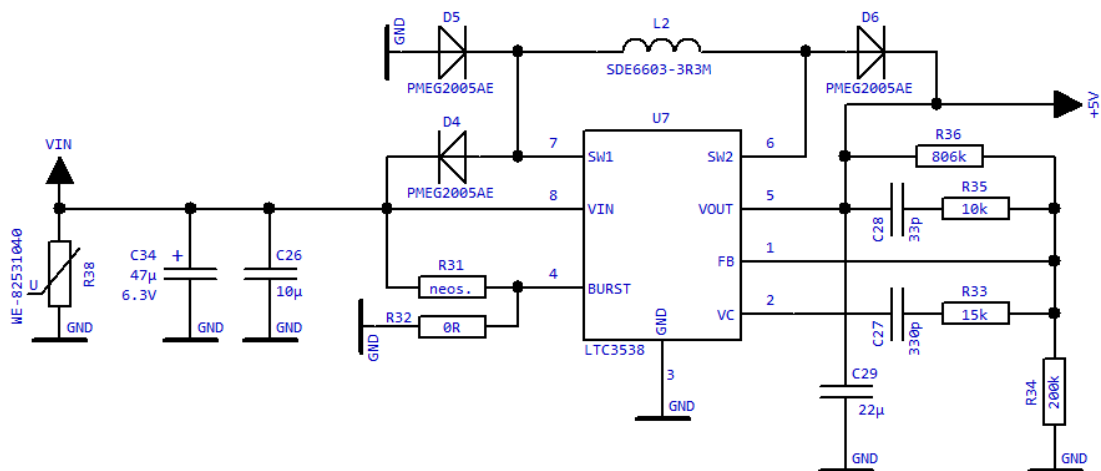 GND
D5
PMEG2005AE
L2
SDE6603-3R3M
D6
PMEG2005AE
+5V
VIN
D4
PMEG2005AE
U7
7
SW1
SW2
6
8
VIN
VOUT
5
FB
1
4
BURST
VC
2
GND
LTC3538
3
GND
R36
806k
R35
10k
C28
33p
R33
15k
C27
330p
R34
200k
GND
C29
22µ
GND
R31
neos.
R32
0R
GND
WE-82531040
U
R38
GND
C34
+
47µ
6.3V
GND
C26
10µ
GND